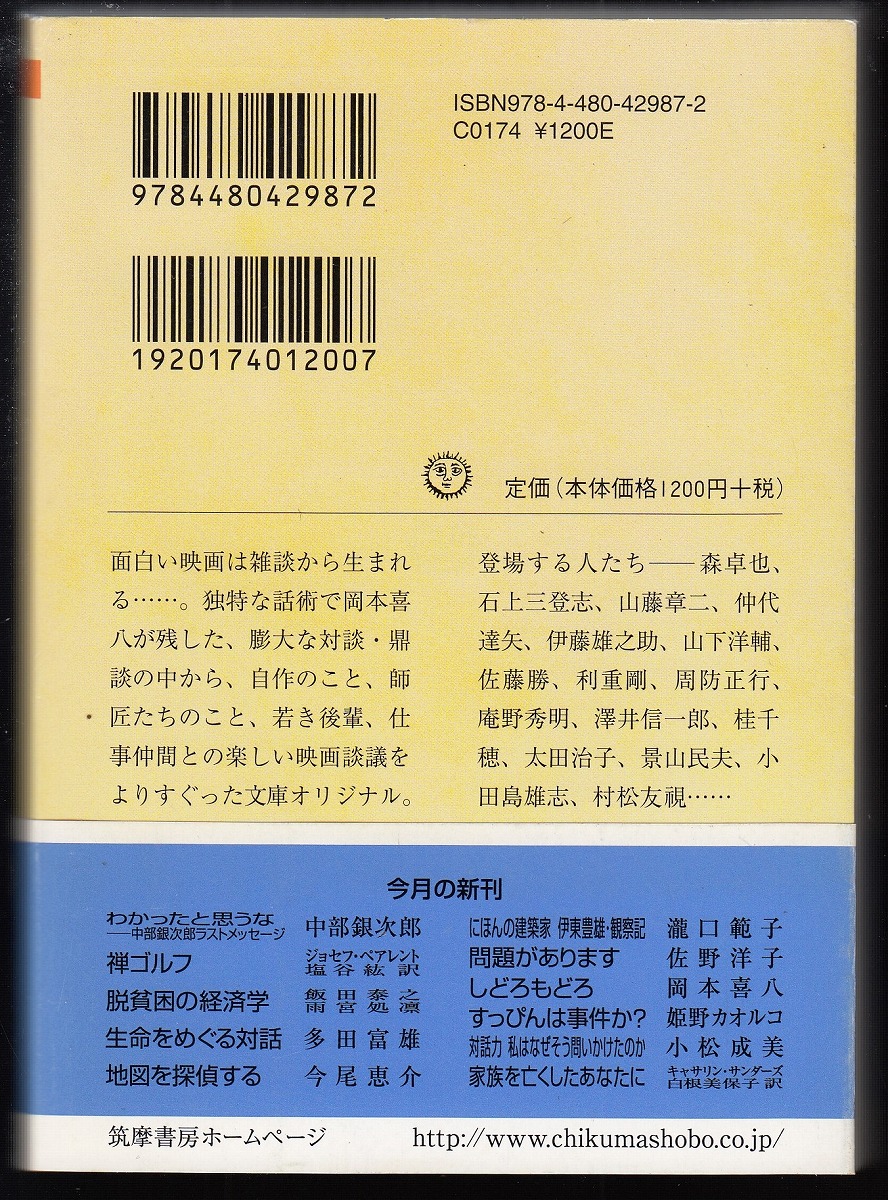 ISBN978-4-480-42987-2
C0174 ¥1200E
9784480429872
1920174012007
定価(本体価格1200円+税)
面白い映画は雑談から生まれ
る……。独特な話術で岡本喜
八が残した、膨大な対談・鼎
談の中から、自作のこと、師
匠たちのこと、若き後輩、仕
事仲間との楽しい映画談議を
よりすぐった文庫オリジナル。
登場する人たち――森卓也、
石上三登志、山藤章二、仲代
達矢、伊藤雄之助、山下洋輔、
佐藤勝、利重剛、周防正行、
庵野秀明、澤井信一郎、桂千
穂、太田治子、景山民夫、小
田島雄志、村松友視……
今月の新刊
わかったと思うな
――中部銀次郎ラストメッセージ 中部銀次郎
禅ゴルフ ジョセフ・ペアレント
塩谷紘 訳
脱貧困の経済学 飯田泰之
雨宮処凛
生命をめぐる対話 多田富雄
地図を探偵する 今尾恵介
にほんの建築家 伊東豊雄・観察記 瀧口範子
問題があります 佐野洋子
しどろもどろ 岡本喜八
すっぴんは事件か? 姫野カオルコ
対話力 私はなぜそう問いかけたのか 小松成美
家族を亡くしたあなたに キャサリン・サンダーズ
白根美保子 訳
筑摩書房ホームページ http://www.chikumashobo.co.jp/